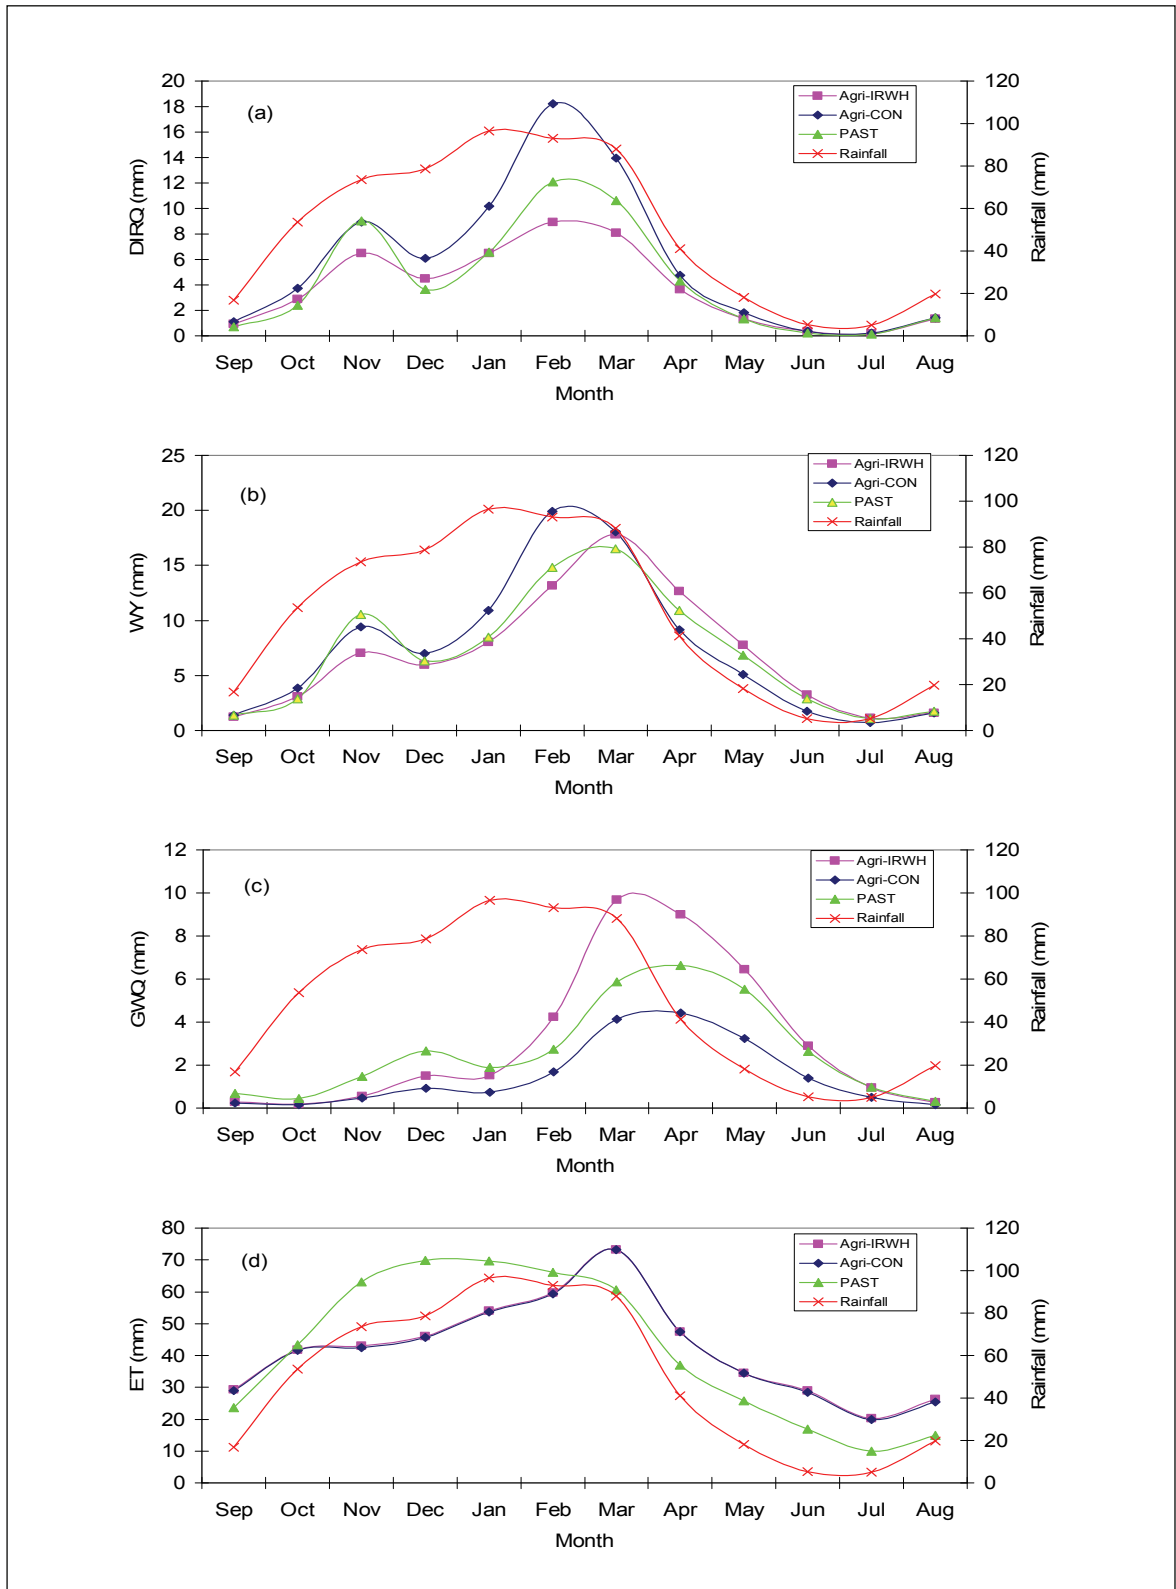 (a)
DIRQ (mm)
20
18
16
14
12
10
8
6
4
2
0
120
100
80
60
40
20
0
Rainfall (mm)
Agri-IRWH
Agri-CON
PAST
Rainfall
Sep Oct Nov Dec Jan Feb Mar Apr May Jun Jul Aug
Month
(b)
WY (mm)
25
20
15
10
5
0
120
100
80
60
40
20
0
Rainfall (mm)
Agri-IRWH
Agri-CON
PAST
Rainfall
Sep Oct Nov Dec Jan Feb Mar Apr May Jun Jul Aug
Month
(c)
GWQ (mm)
12
10
8
6
4
2
0
120
100
80
60
40
20
0
Rainfall (mm)
Agri-IRWH
Agri-CON
PAST
Rainfall
Sep Oct Nov Dec Jan Feb Mar Apr May Jun Jul Aug
Month
(d)
ET (mm)
80
70
60
50
40
30
20
10
0
120
100
80
60
40
20
0
Rainfall (mm)
Agri-IRWH
Agri-CON
PAST
Rainfall
Sep Oct Nov Dec Jan Feb Mar Apr May Jun Jul Aug
Month